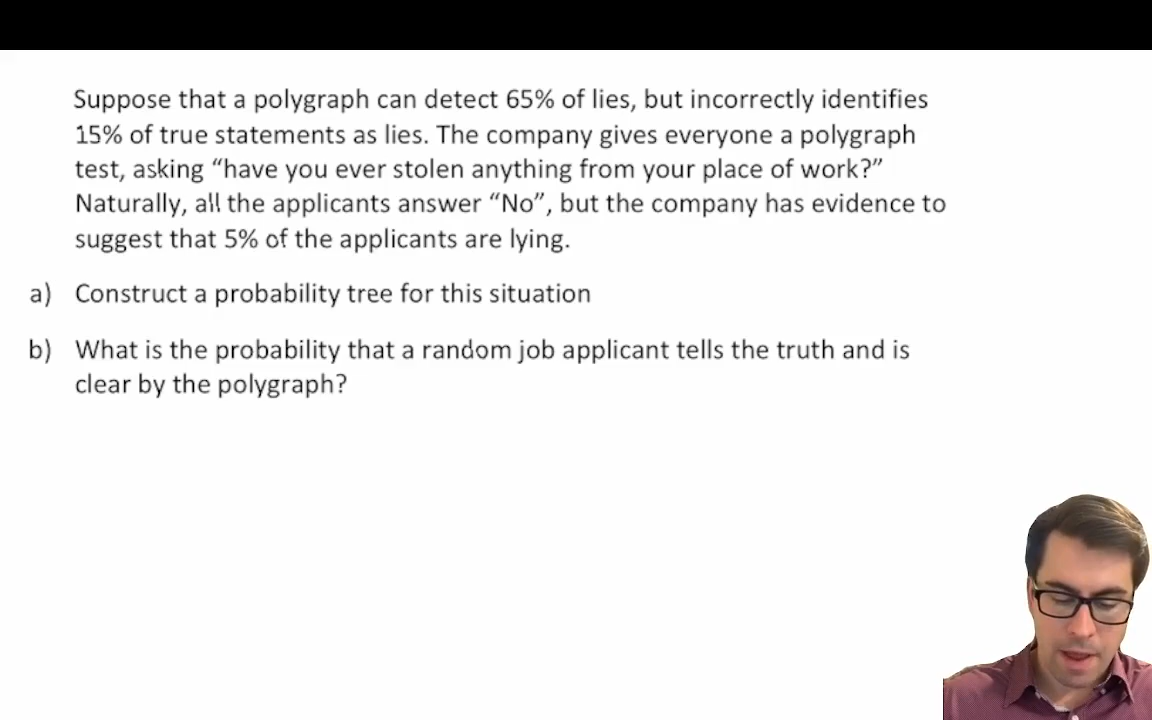 Suppose that a polygraph can detect 65% of lies, but incorrectly identifies
15% of true statements as lies. The company gives everyone a polygraph
test, asking “have you ever stolen anything from your place of work?”
Naturally, all the applicants answer “No”, but the company has evidence to
suggest that 5% of the applicants are lying.
a) Construct a probability tree for this situation
b) What is the probability that a random job applicant tells the truth and is
clear by the polygraph?